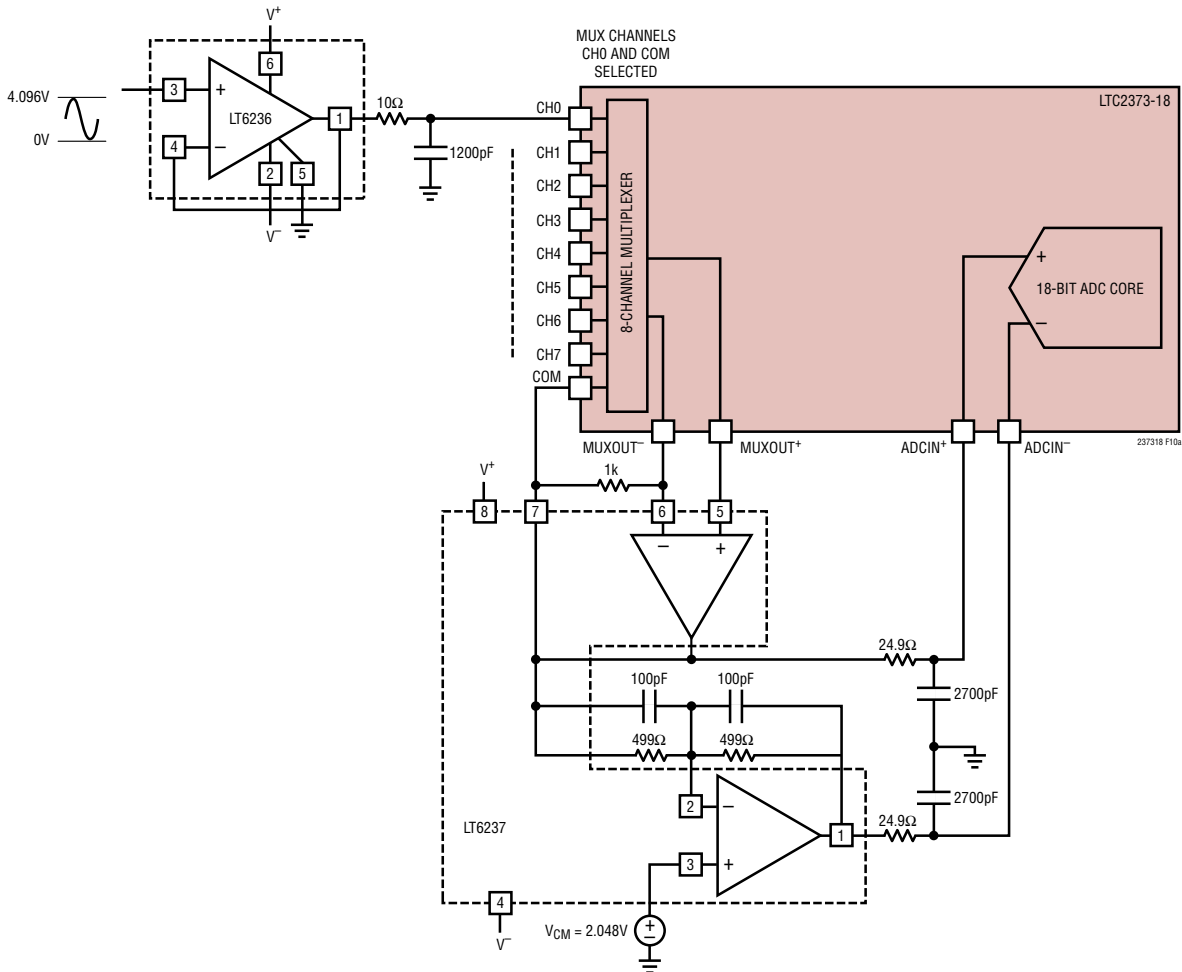 V+
MUX CHANNELS
CH0 AND COM
SELECTED
6
LTC2373-18
4.096V
0V
3
+
LT6236
1
10Ω
CH0
4
–
2
5
1200pF
V–
CH1
CH2
CH3
CH4
CH5
CH6
CH7
COM
8-CHANNEL MULTIPLEXER
+
18-BIT ADC CORE
–
MUXOUT–
MUXOUT+
ADCIN+
ADCIN–
237318 F10a
1k
V+
8
7
6
5
–
+
24.9Ω
100pF
100pF
2700pF
499Ω
499Ω
2
–
2700pF
LT6237
1
24.9Ω
3
+
4
V–
VCM = 2.048V
+
–